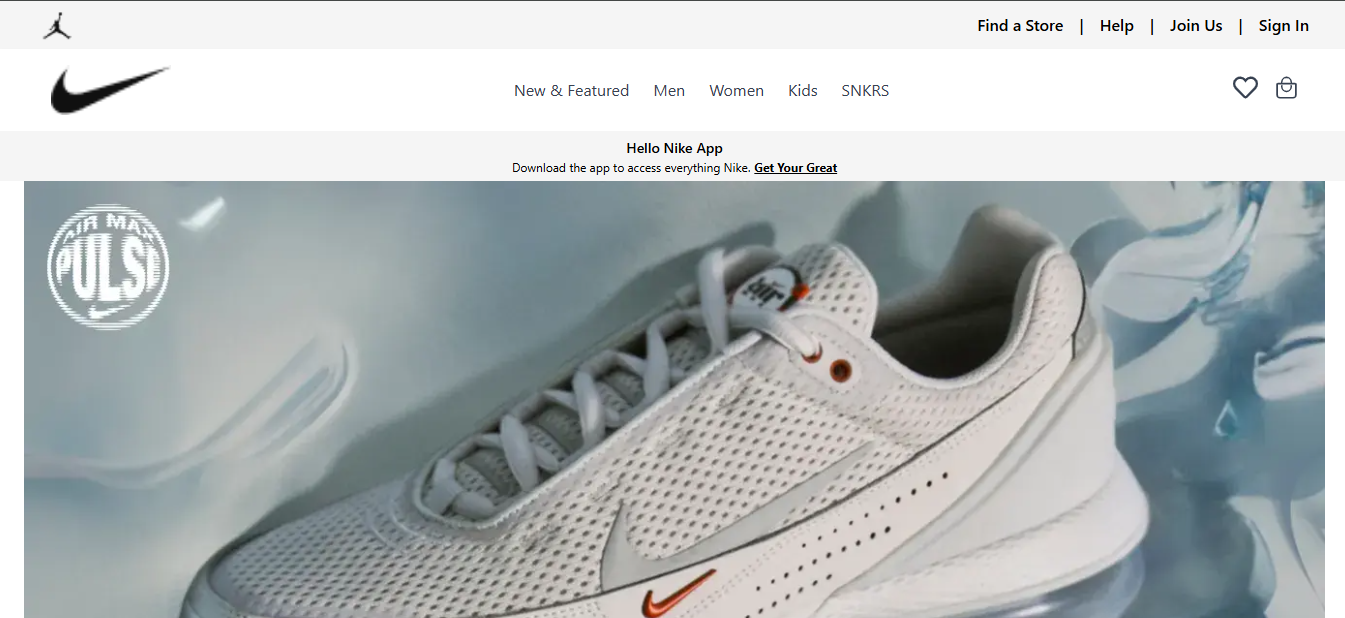 Find a Store | Help | Join Us | Sign In
New & Featured Men Women Kids SNKRS
Hello Nike App
Download the app to access everything Nike. Get Your Great
AIR MAX
PULSE